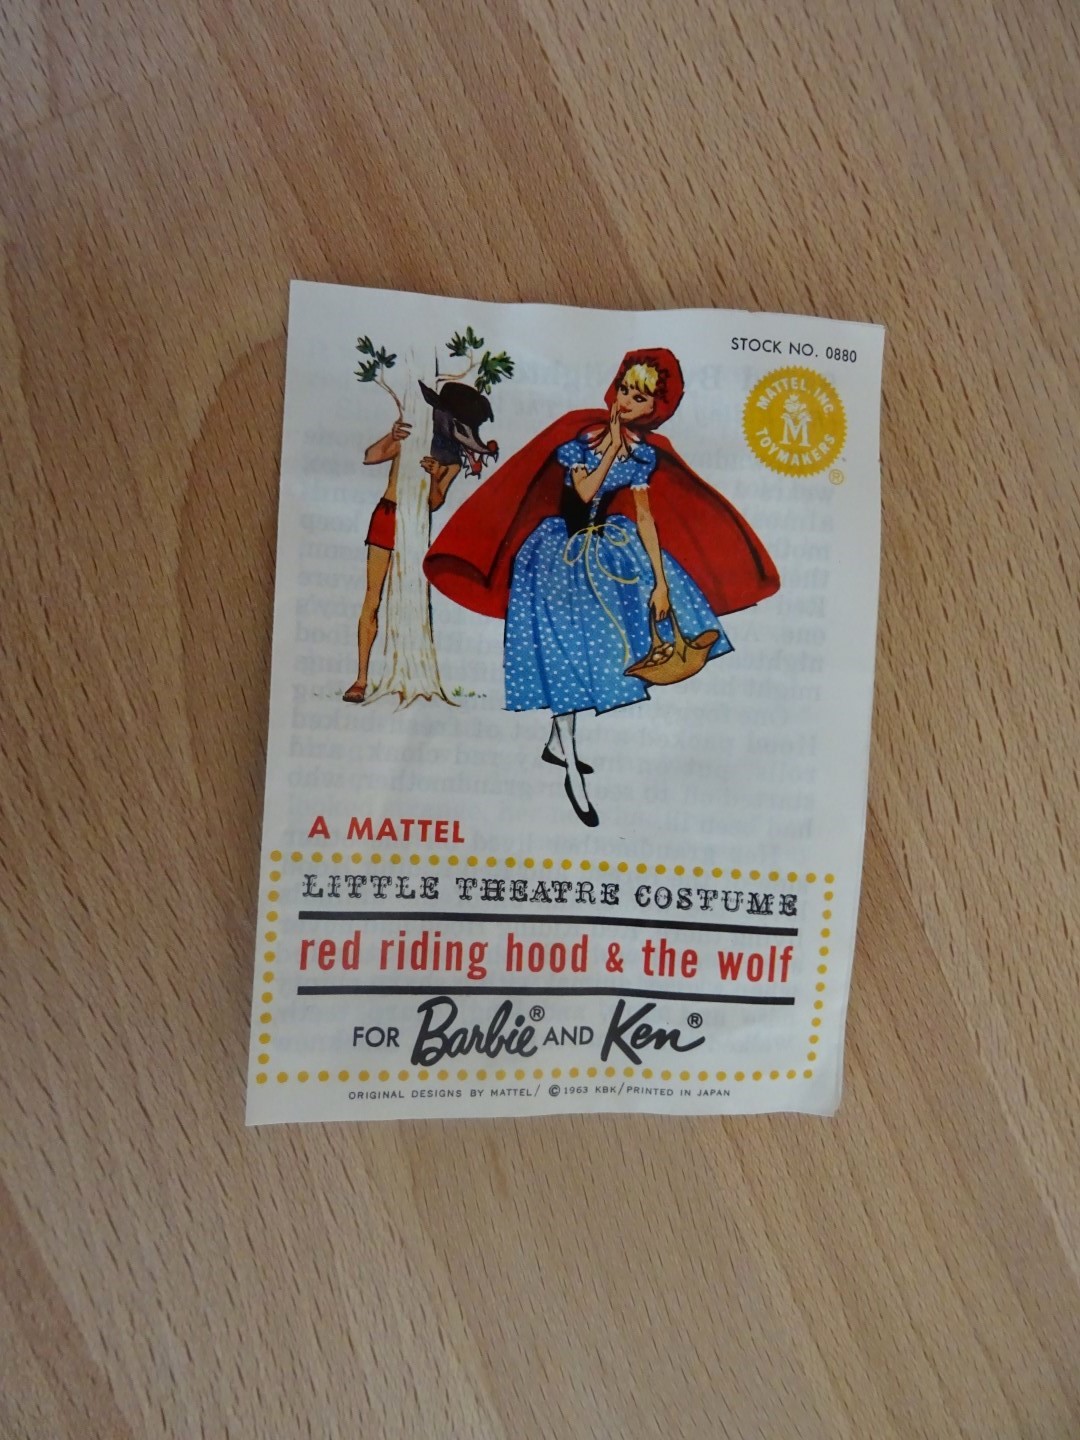 STOCK NO. 0880
MATTEL, INC.
M
TOYMAKERS
®
A MATTEL
LITTLE THEATRE COSTUME
red riding hood & the wolf
FOR Barbie® AND Ken®
ORIGINAL DESIGNS BY MATTEL/ © 1963 KBK/PRINTED IN JAPAN